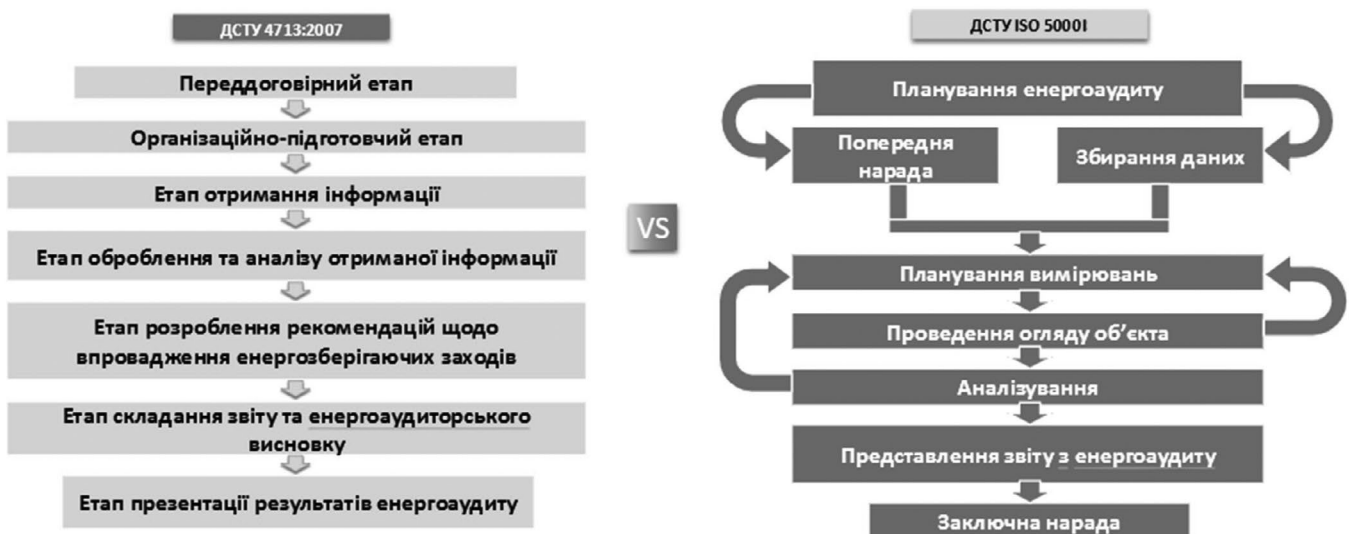 ДСТУ 4713:2007
Переддоговірний етап
Організаційно-підготовчий етап
Етап отримання інформації
Етап оброблення та аналізу отриманої інформації
Етап розроблення рекомендацій щодо
впровадження енергозберігаючих заходів
Етап складання звіту та енергоаудиторського
висновку
Етап презентації результатів енергоаудиту
VS
ДСТУ ISO 50001
Планування енергоаудиту
Попередня
нарада
Збирання даних
Планування вимірювань
Проведення огляду об’єкта
Аналізування
Представлення звіту з енергоаудиту
Заключна нарада